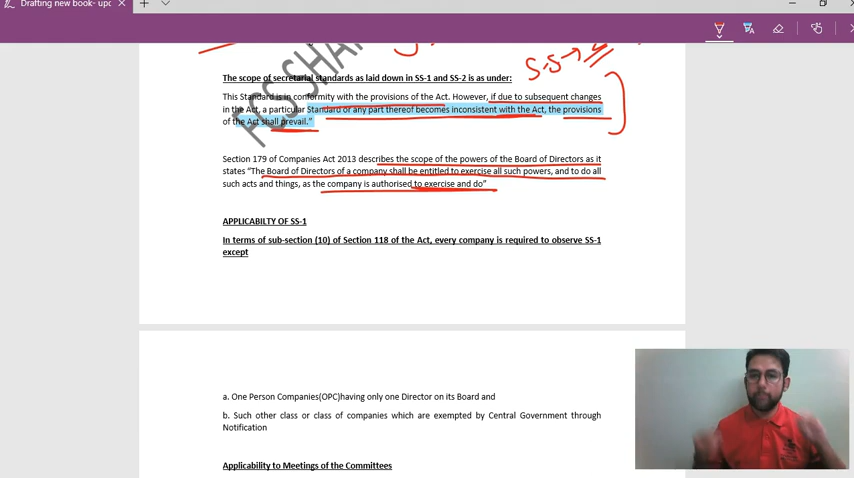 Drafting new book- upc
The scope of secretarial standards as laid down in SS-1 and SS-2 is as under:
S-S →
This Standard is in conformity with the provisions of the Act. However, if due to subsequent changes
in the Act, a particular Standard or any part thereof becomes inconsistent with the Act, the provisions
of the Act shall prevail.”
Section 179 of Companies Act 2013 describes the scope of the powers of the Board of Directors as it
states “The Board of Directors of a company shall be entitled to exercise all such powers, and to do all
such acts and things, as the company is authorised to exercise and do”
APPLICABILTY OF SS-1
In terms of sub-section (10) of Section 118 of the Act, every company is required to observe SS-1
except
a. One Person Companies(OPC)having only one Director on its Board and
b. Such other class or class of companies which are exempted by Central Government through
Notification
Applicability to Meetings of the Committees